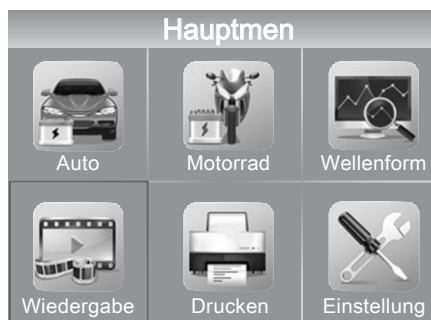 Hauptmen
Auto Motorrad Wellenform
Wiedergabe Drucken Einstellung